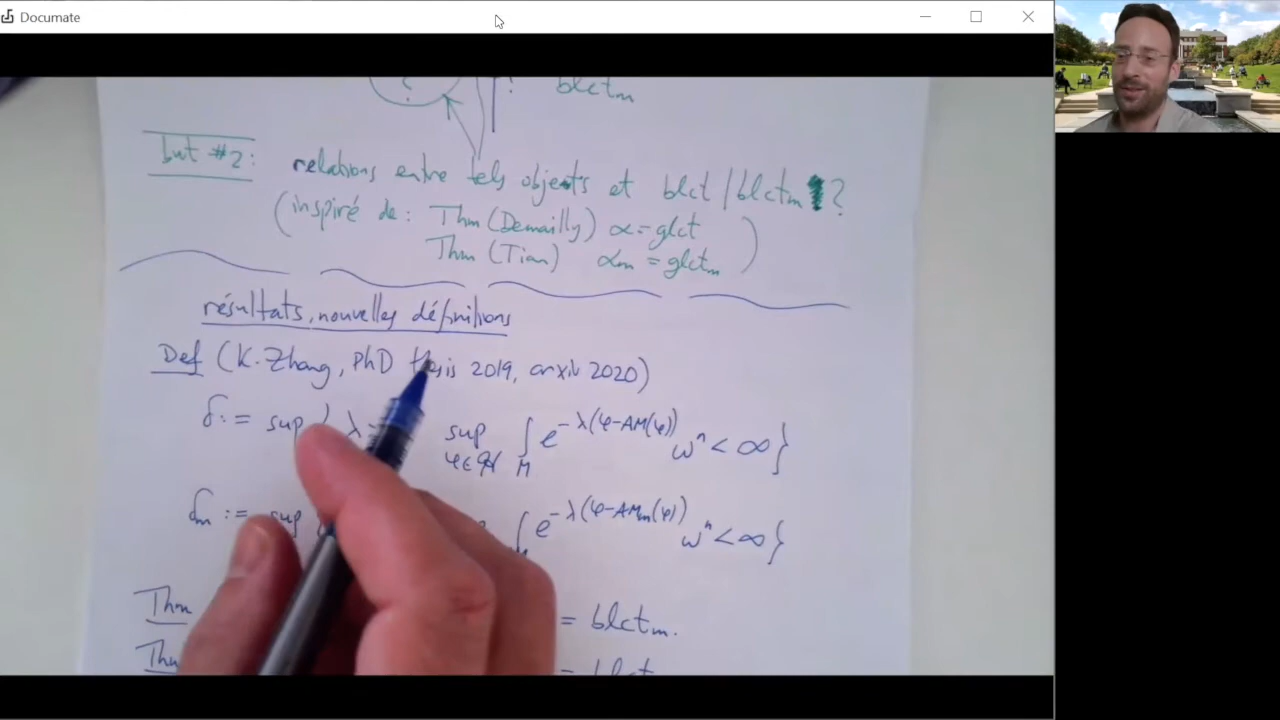 Documate
? ? blctm
but #2: relations entre tels objects et blct/blctm ?
(inspiré de: Thm (Demailly) α=glct
Thm (Tian) αm = glctm )
résultats, nouvelles définitions
Def (K. Zhang, PhD thesis 2019, arxiv 2020)
δ := sup { λ sup φ∈H ∫M e^-λ(φ-AM(φ)) ω^n < ∞ }
δm := sup ∫ e^-λ(φ-AMm(φ)) ω^n < ∞ }
Thm = blctm.
Thm